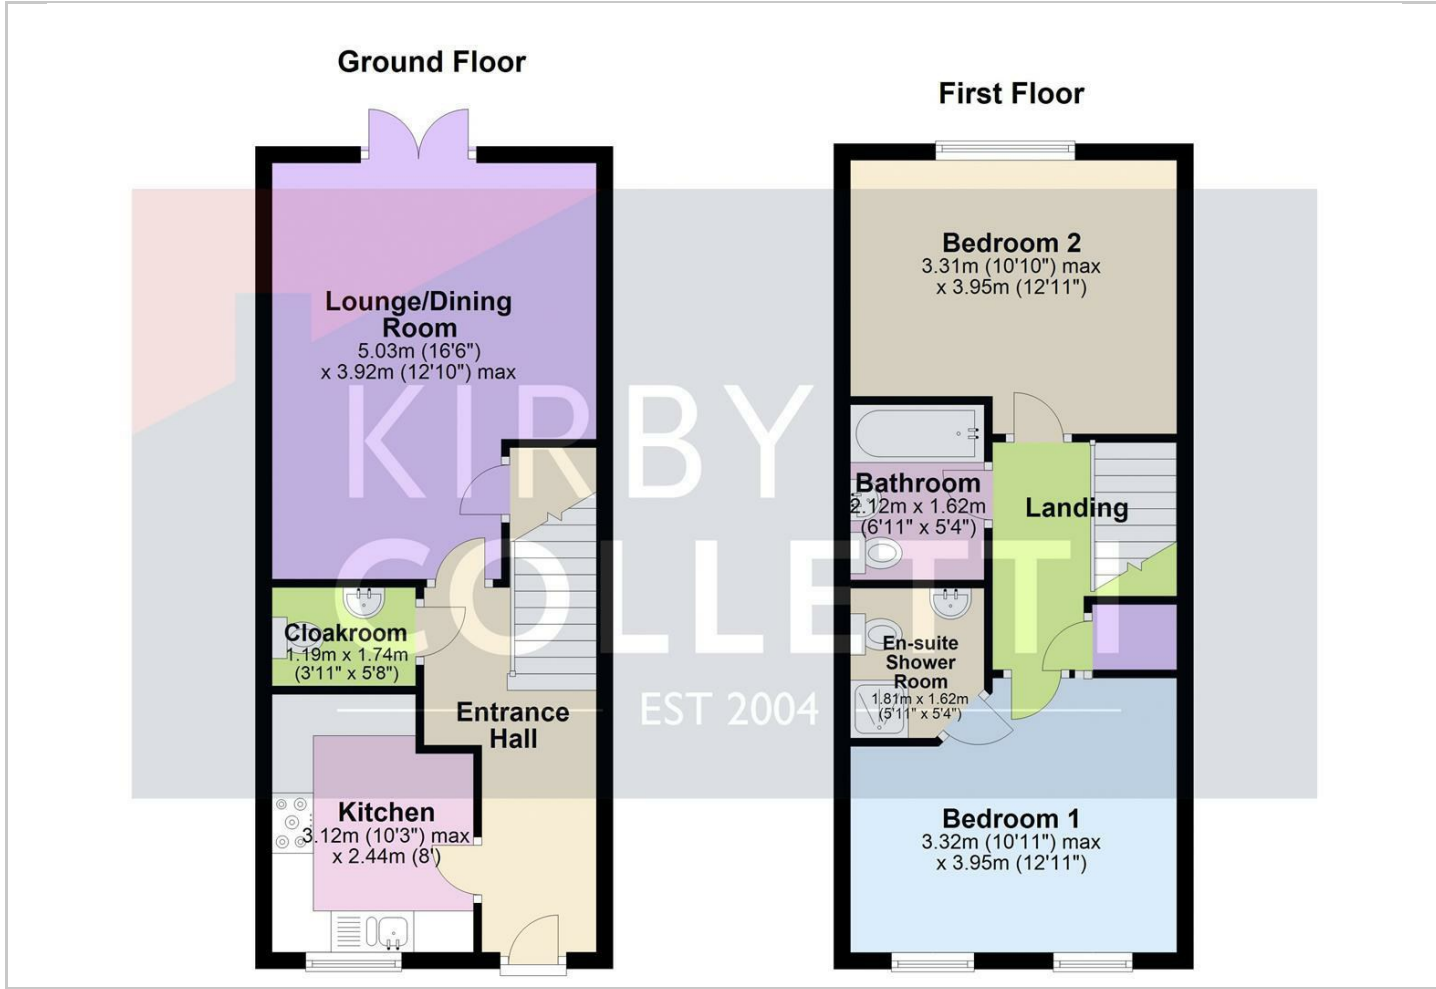 Ground Floor
First Floor
Lounge/Dining
Room
5.03m (16'6")
x 3.92m (12'10") max
Bedroom 2
3.31m (10'10") max
x 3.95m (12'11")
KIRBY
COLLETTI
EST 2004
Bathroom
2.12m x 1.62m
(6'11" x 5'4")
Landing
Cloakroom
1.19m x 1.74m
(3'11" x 5'8")
En-suite
Shower
Room
1.81m x 1.62m
(5'11" x 5'4")
Entrance
Hall
Kitchen
3.12m (10'3") max
x 2.44m (8')
Bedroom 1
3.32m (10'11") max
x 3.95m (12'11")